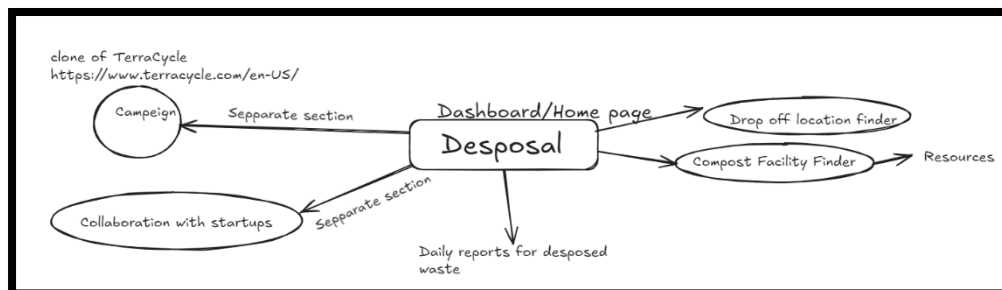 clone of TerraCycle
https://www.terracycle.com/en-US/
Campeign
Sepparate section
Dashboard/Home page
Desposal
Drop off location finder
Compost Facility Finder
Resources
Sepparate section
Collaboration with startups
Daily reports for desposed
waste